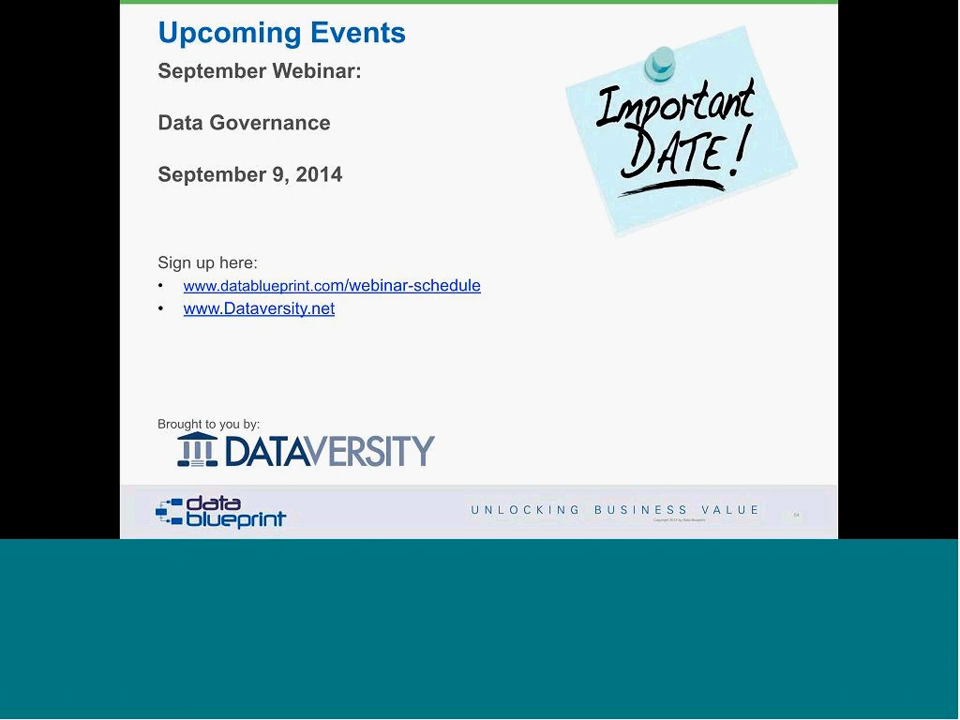 Upcoming Events
September Webinar:
Data Governance
September 9, 2014
Important
DATE!
Sign up here:
• www.datablueprint.com/webinar-schedule
• www.Dataversity.net
Brought to you by:
DATAVERSITY
data
blueprint
UNLOCKING BUSINESS VALUE